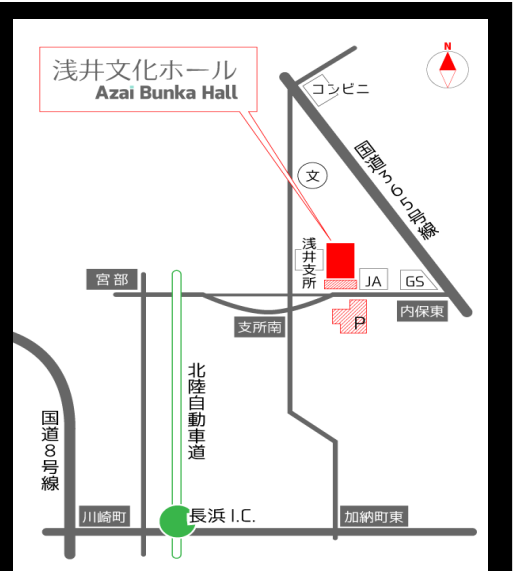 N
浅井文化ホール
Azai Bunka Hall
コンビニ
国道365号線
文
浅井支所
JA
GS
宮部
内保東
P
支所南
北陸自動車道
国道8号線
川崎町
長浜 I.C.
加納町東